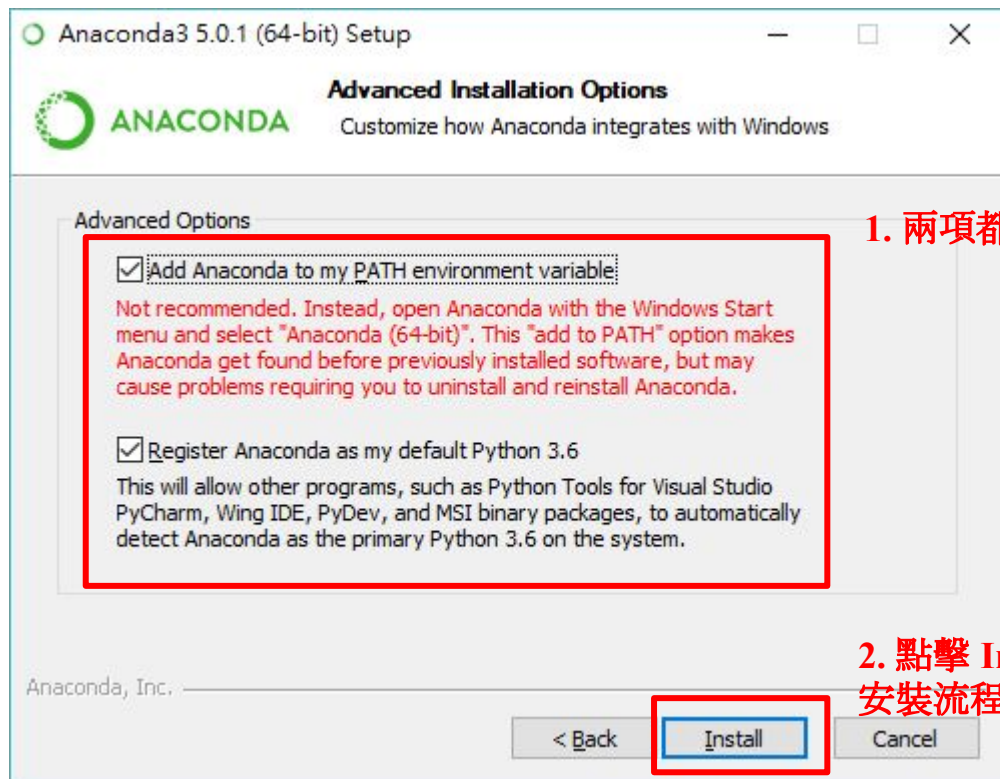 Anaconda3 5.0.1 (64-bit) Setup
ANACONDA
Advanced Installation Options
Customize how Anaconda integrates with Windows
Advanced Options
1. 兩項都
Add Anaconda to my PATH environment variable
Not recommended. Instead, open Anaconda with the Windows Start
menu and select "Anaconda (64-bit)". This "add to PATH" option makes
Anaconda get found before previously installed software, but may
cause problems requiring you to uninstall and reinstall Anaconda.
Register Anaconda as my default Python 3.6
This will allow other programs, such as Python Tools for Visual Studio
PyCharm, Wing IDE, PyDev, and MSI binary packages, to automatically
detect Anaconda as the primary Python 3.6 on the system.
2. 點擊
安裝流程
Anaconda, Inc.
< Back
Install
Cancel